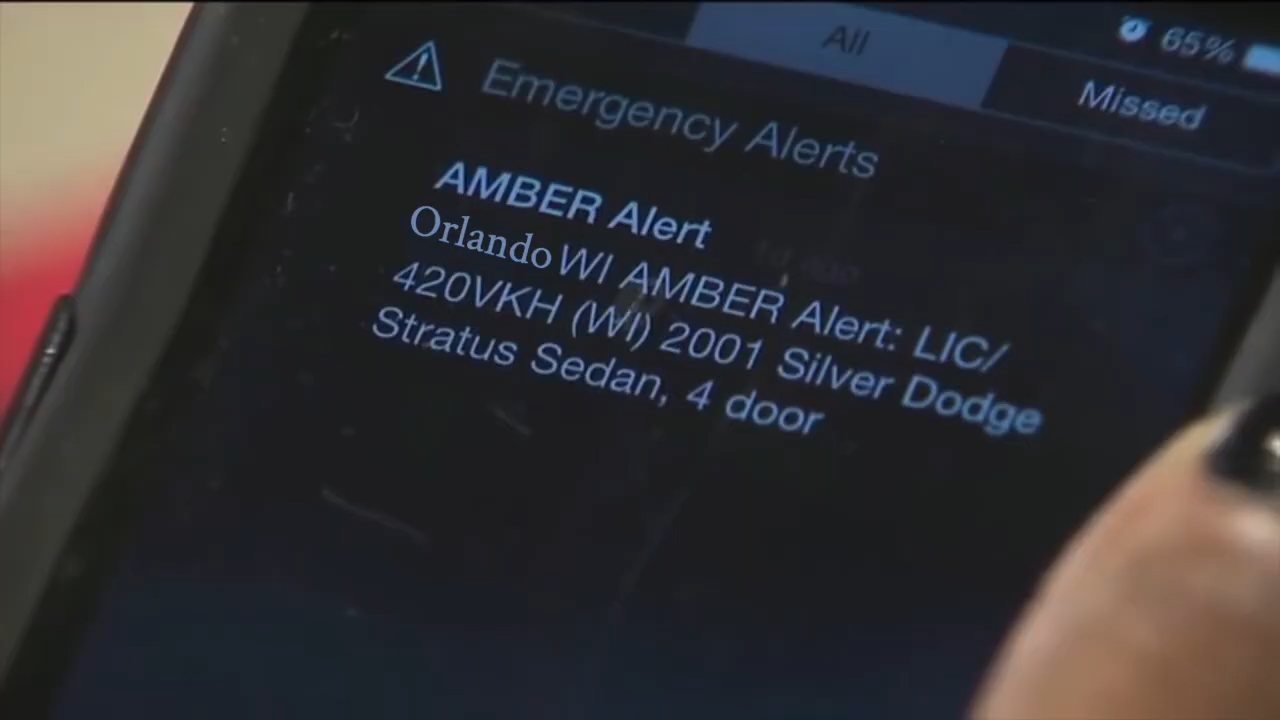 All
65%
Missed
Emergency Alerts
AMBER Alert
Orlando WI AMBER Alert: LIC/
420VKH (WI) 2001 Silver Dodge
Stratus Sedan, 4 door